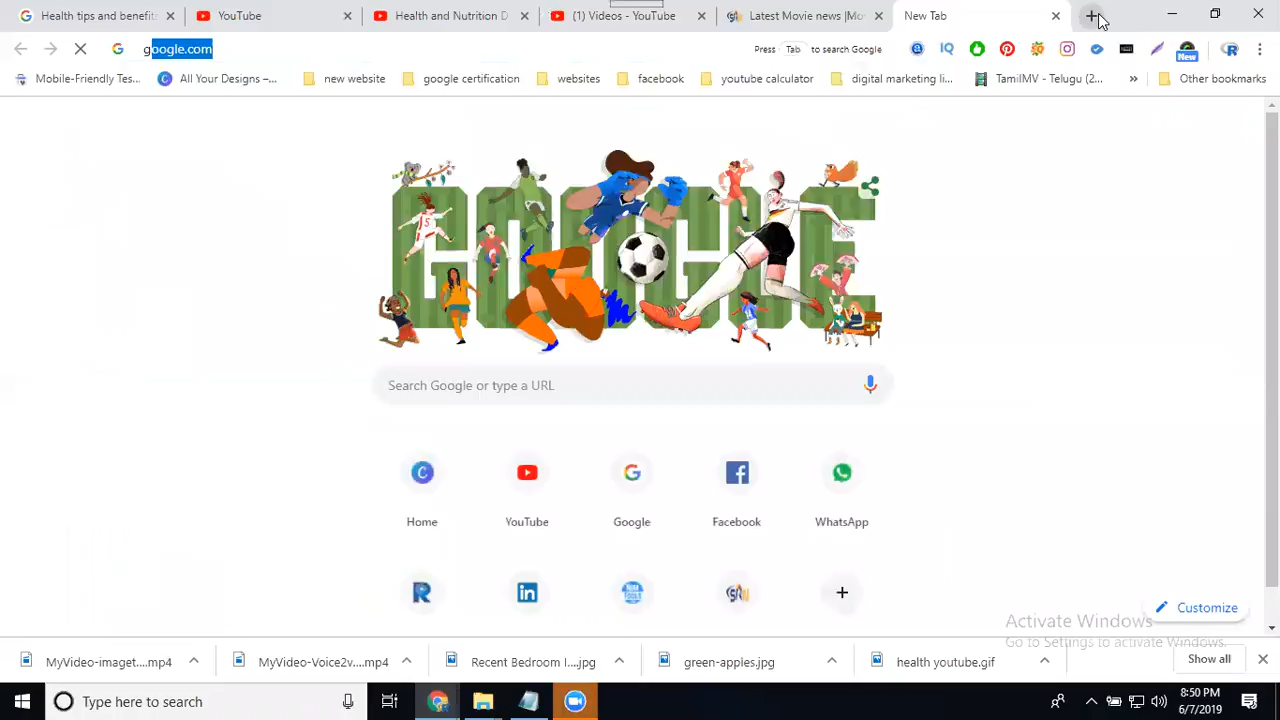 Health tips and benefits
YouTube
Health and Nutrition D
(1) Videos - YouTube
Latest Movie news |Mo
New Tab
google.com
Press Tab to search Google
New
Mobile-Friendly Tes...
All Your Designs –...
new website
google certification
websites
facebook
youtube calculator
digital marketing li...
TamilMV - Telugu (2...
»
Other bookmarks
GOOGLE
Search Google or type a URL
Home
YouTube
Google
Facebook
WhatsApp
Customize
Activate Windows
Go to Settings to activate Windows.
MyVideo-imaget....mp4
MyVideo-Voice2v....mp4
Recent Bedroom I...jpg
green-apples.jpg
health youtube.gif
Show all
Type here to search
8:50 PM
6/7/2019